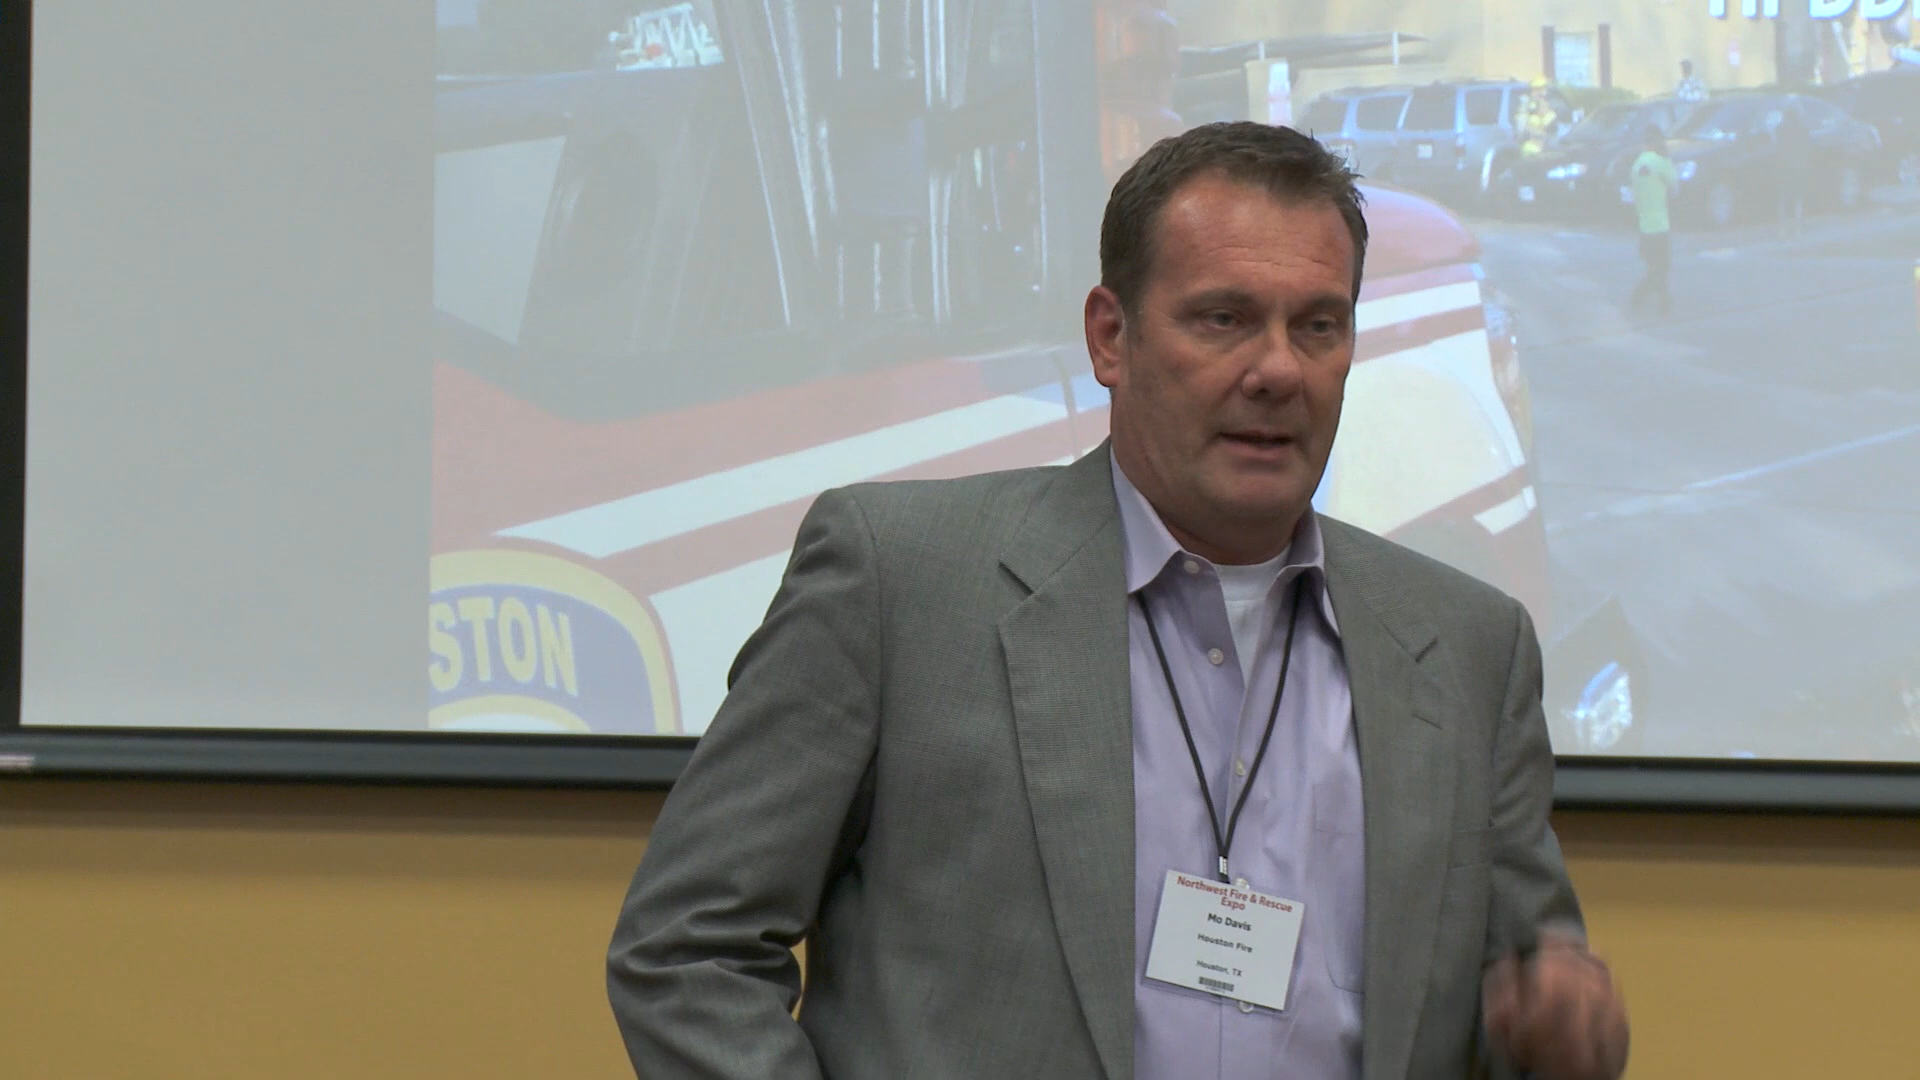 STON
Northwest Fire & Rescue
Expo
Mo Davis
Houston Fire
Houston, TX